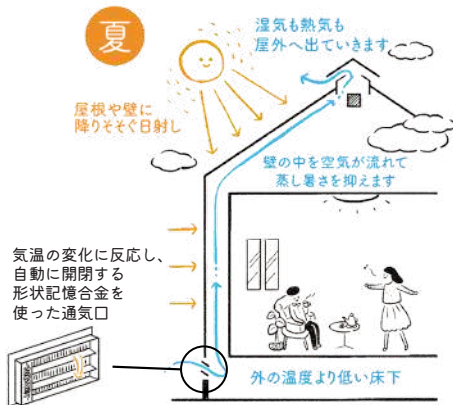 夏
湿気も熱気も
屋外へ出ていきます
屋根や壁に
降りそそぐ日射し
壁の中を空気が流れて
蒸し暑さを抑えます
気温の変化に反応し、
自動に開閉する
形状記憶合金を
使った通気口
外の温度より低い床下